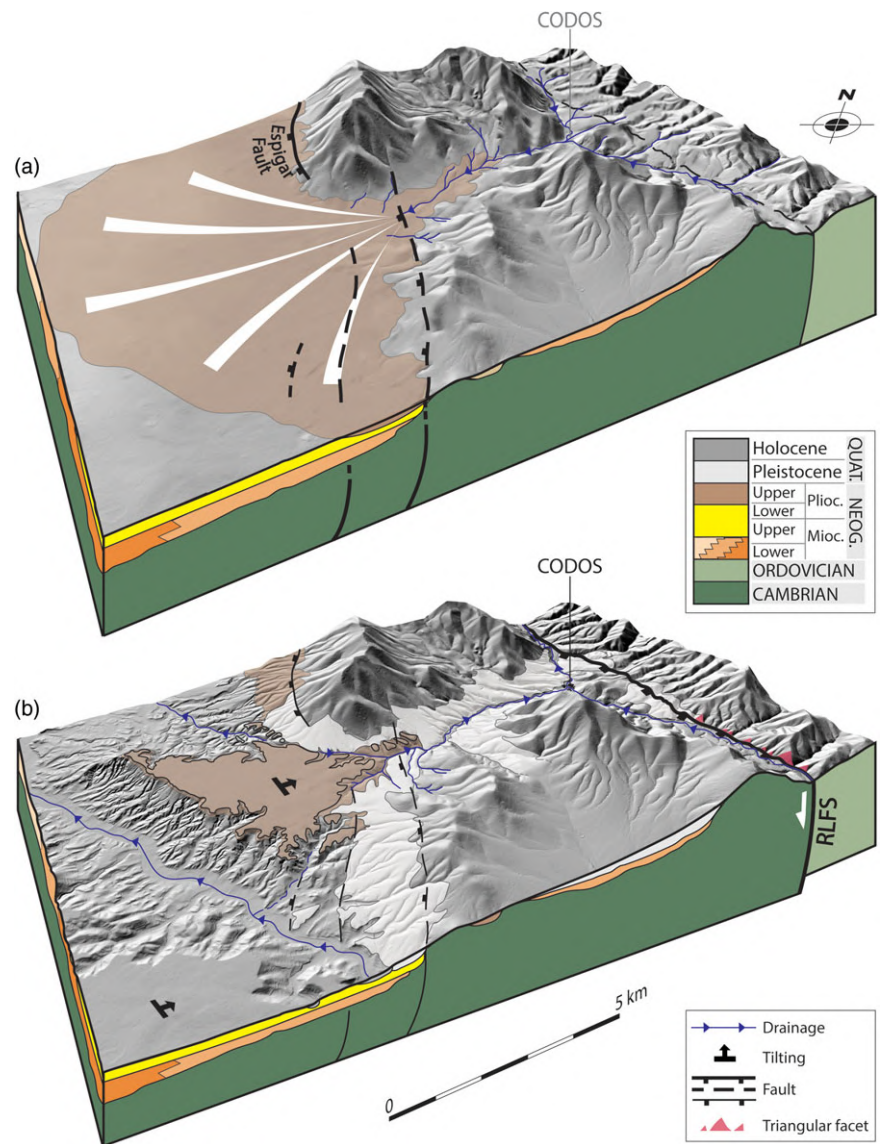 CODOS
N
(a)
Espigar
Fault
Holocene
Pleistocene
QUAT.
Upper
Lower
Plioc.
Upper
Lower
Mioc.
NEOG.
ORDOVICIAN
CAMBRIAN
CODOS
(b)
RLFS
0
5 km
Drainage
Tilting
Fault
Triangular facet